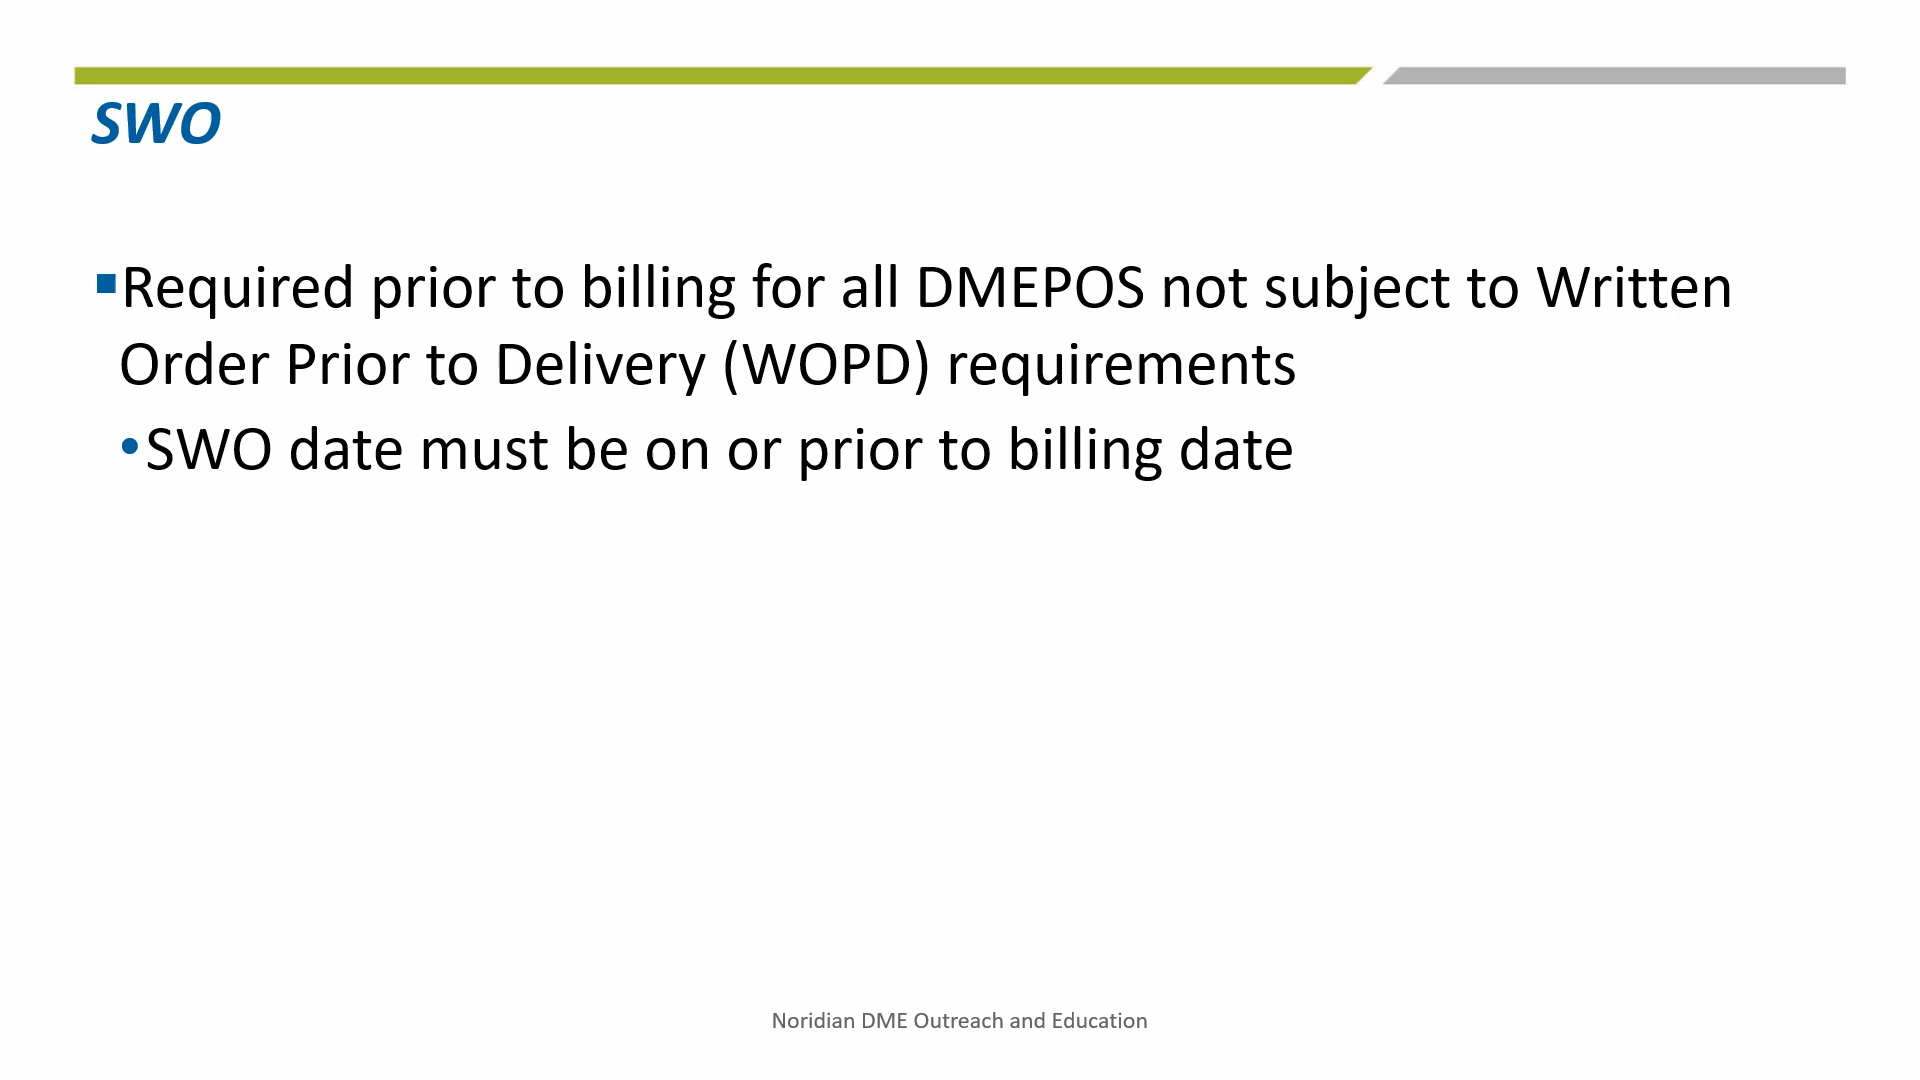 SWO
▪Required prior to billing for all DMEPOS not subject to Written
Order Prior to Delivery (WOPD) requirements
•SWO date must be on or prior to billing date
Noridian DME Outreach and Education